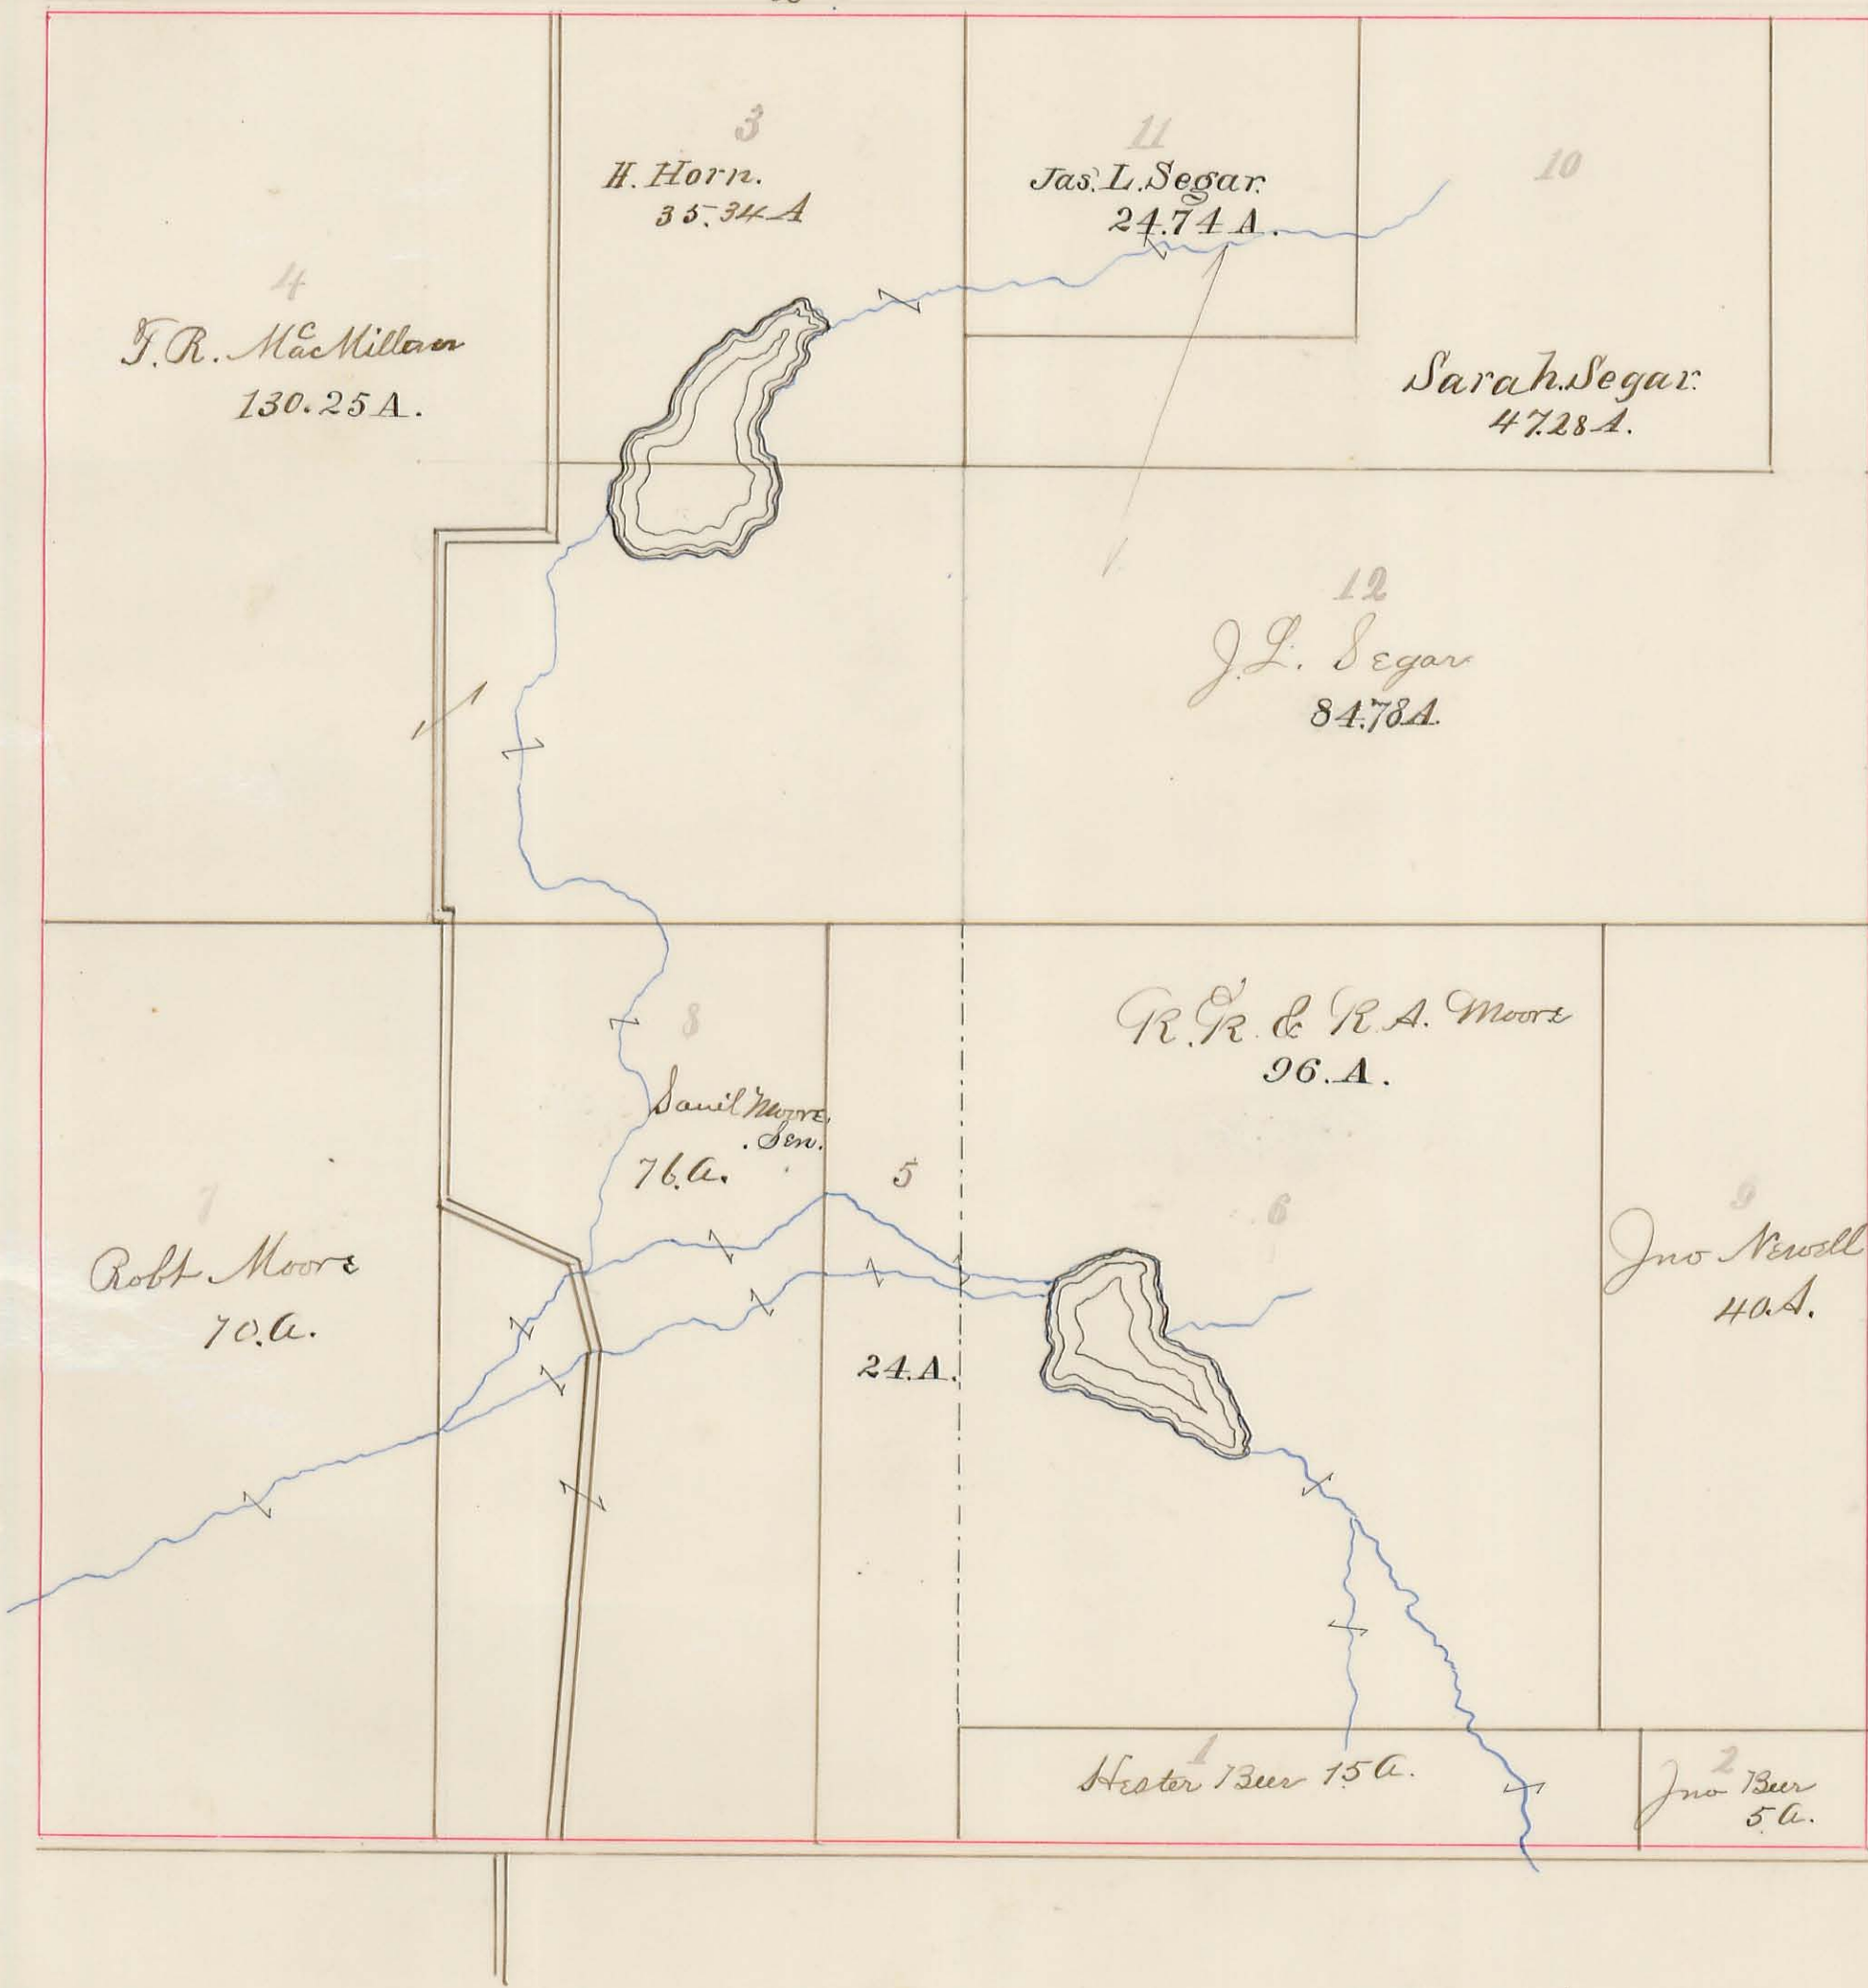 3
H. Horn.
35.34 A
11
Jas. L. Segar.
24.74 A.
10
4
F. R. MacMillan
130.25 A.
Sarah. Segar.
47.28 A.
12
J. L. Segar
84.78 A.
8
Moore,
Sen.
76. a.
5
24. A.
R. R. & R. A. Moore
96. A.
6
7
Robt Moore
70. a.
9
Jno Newell
40. A.
1
Hester Beer 15 a.
2
Jno Beer
5 a.